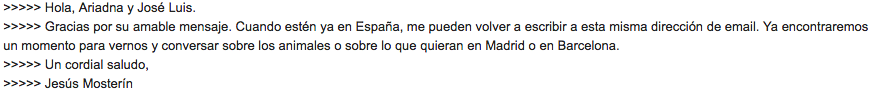 >>>>> Hola, Ariadna y José Luis.
>>>>> Gracias por su amable mensaje. Cuando estén ya en España, me pueden volver a escribir a esta misma dirección de email. Ya encontraremos
un momento para vernos y conversar sobre los animales o sobre lo que quieran en Madrid o en Barcelona.
>>>>> Un cordial saludo,
>>>>> Jesús Mosterín